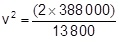 v² = (2×388 000)/13 800